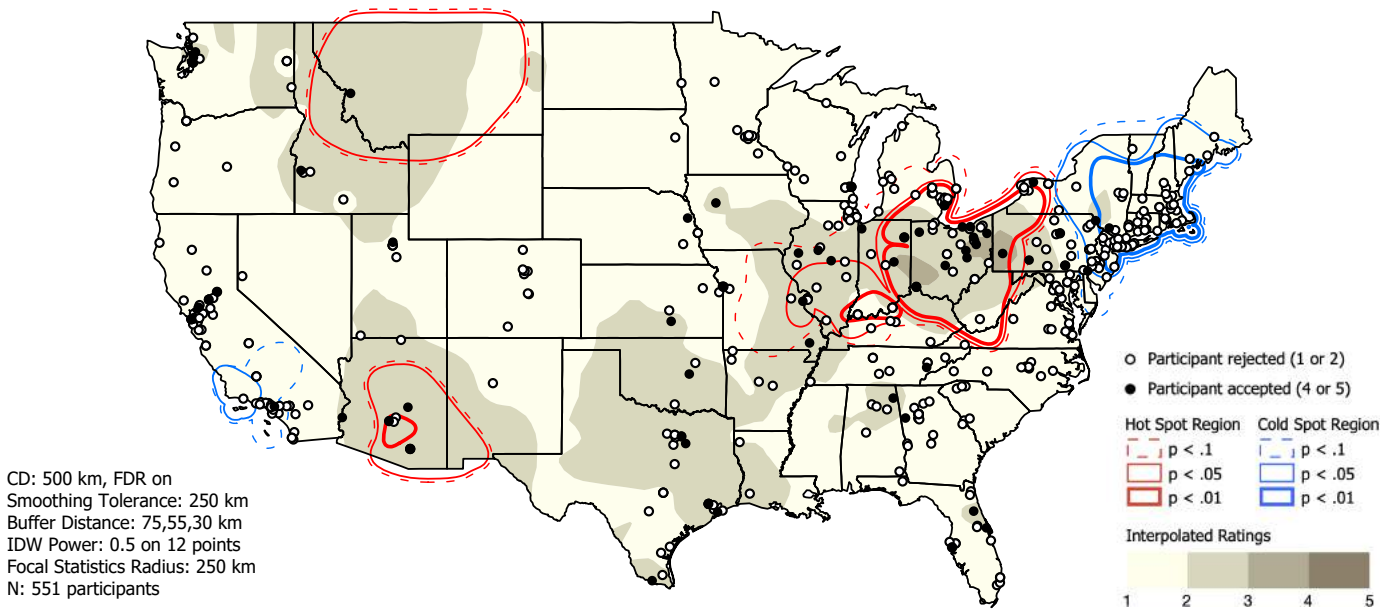 Participant rejected (1 or 2)
Participant accepted (4 or 5)
Hot Spot Region Cold Spot Region
p < .1 p < .1
p < .05 p < .05
p < .01 p < .01
Interpolated Ratings
1 2 3 4 5
CD: 500 km, FDR on
Smoothing Tolerance: 250 km
Buffer Distance: 75,55,30 km
IDW Power: 0.5 on 12 points
Focal Statistics Radius: 250 km
N: 551 participants